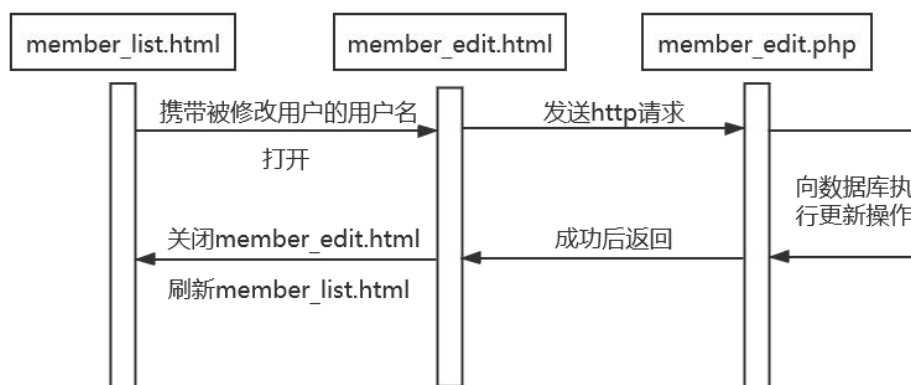 member_list.html
member_edit.html
member_edit.php
携带被修改用户的用户名
打开
发送http请求
向数据库执
行更新操作
关闭member_edit.html
刷新member_list.html
成功后返回